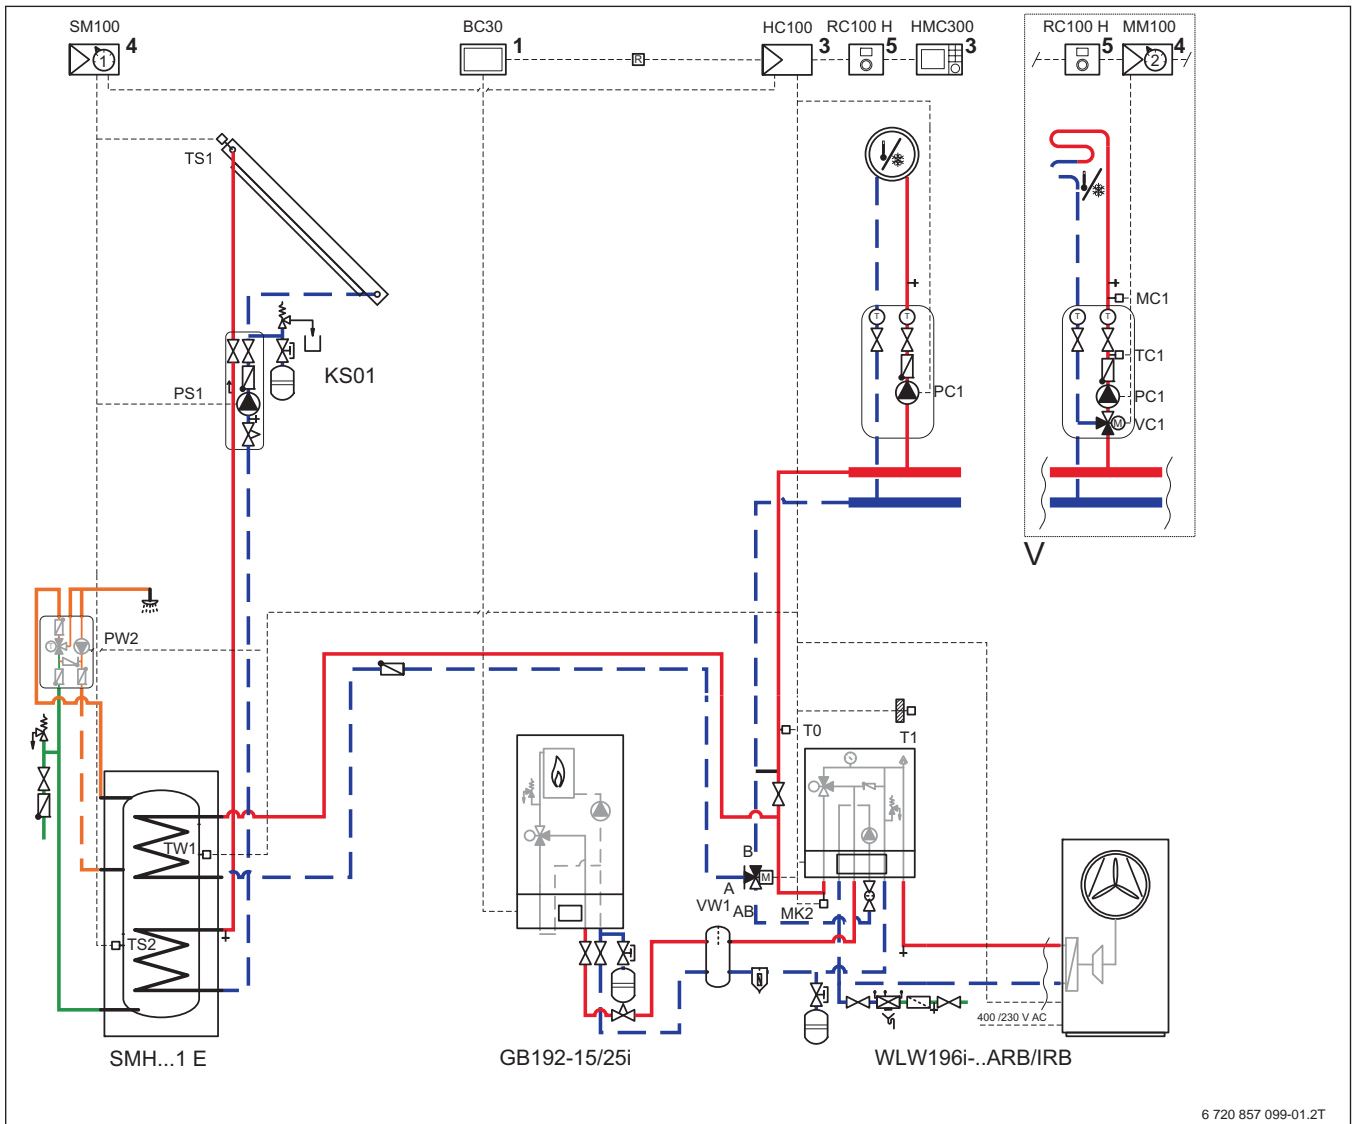 SM100
4
1
BC30
1
R
HC100
3
RC100 H
5
HMC300
3
RC100 H
5
MM100
4
2
TS1
KS01
PS1
T
T
PC1
T
T
MC1
TC1
PC1
M
VC1
V
PW2
T
T0
T1
TW1
B
A
M
VW1
AB
MK2
TS2
400 /230 V AC
SMH...1 E
GB192-15/25i
WLW196i-..ARB/IRB
6 720 857 099-01.2T